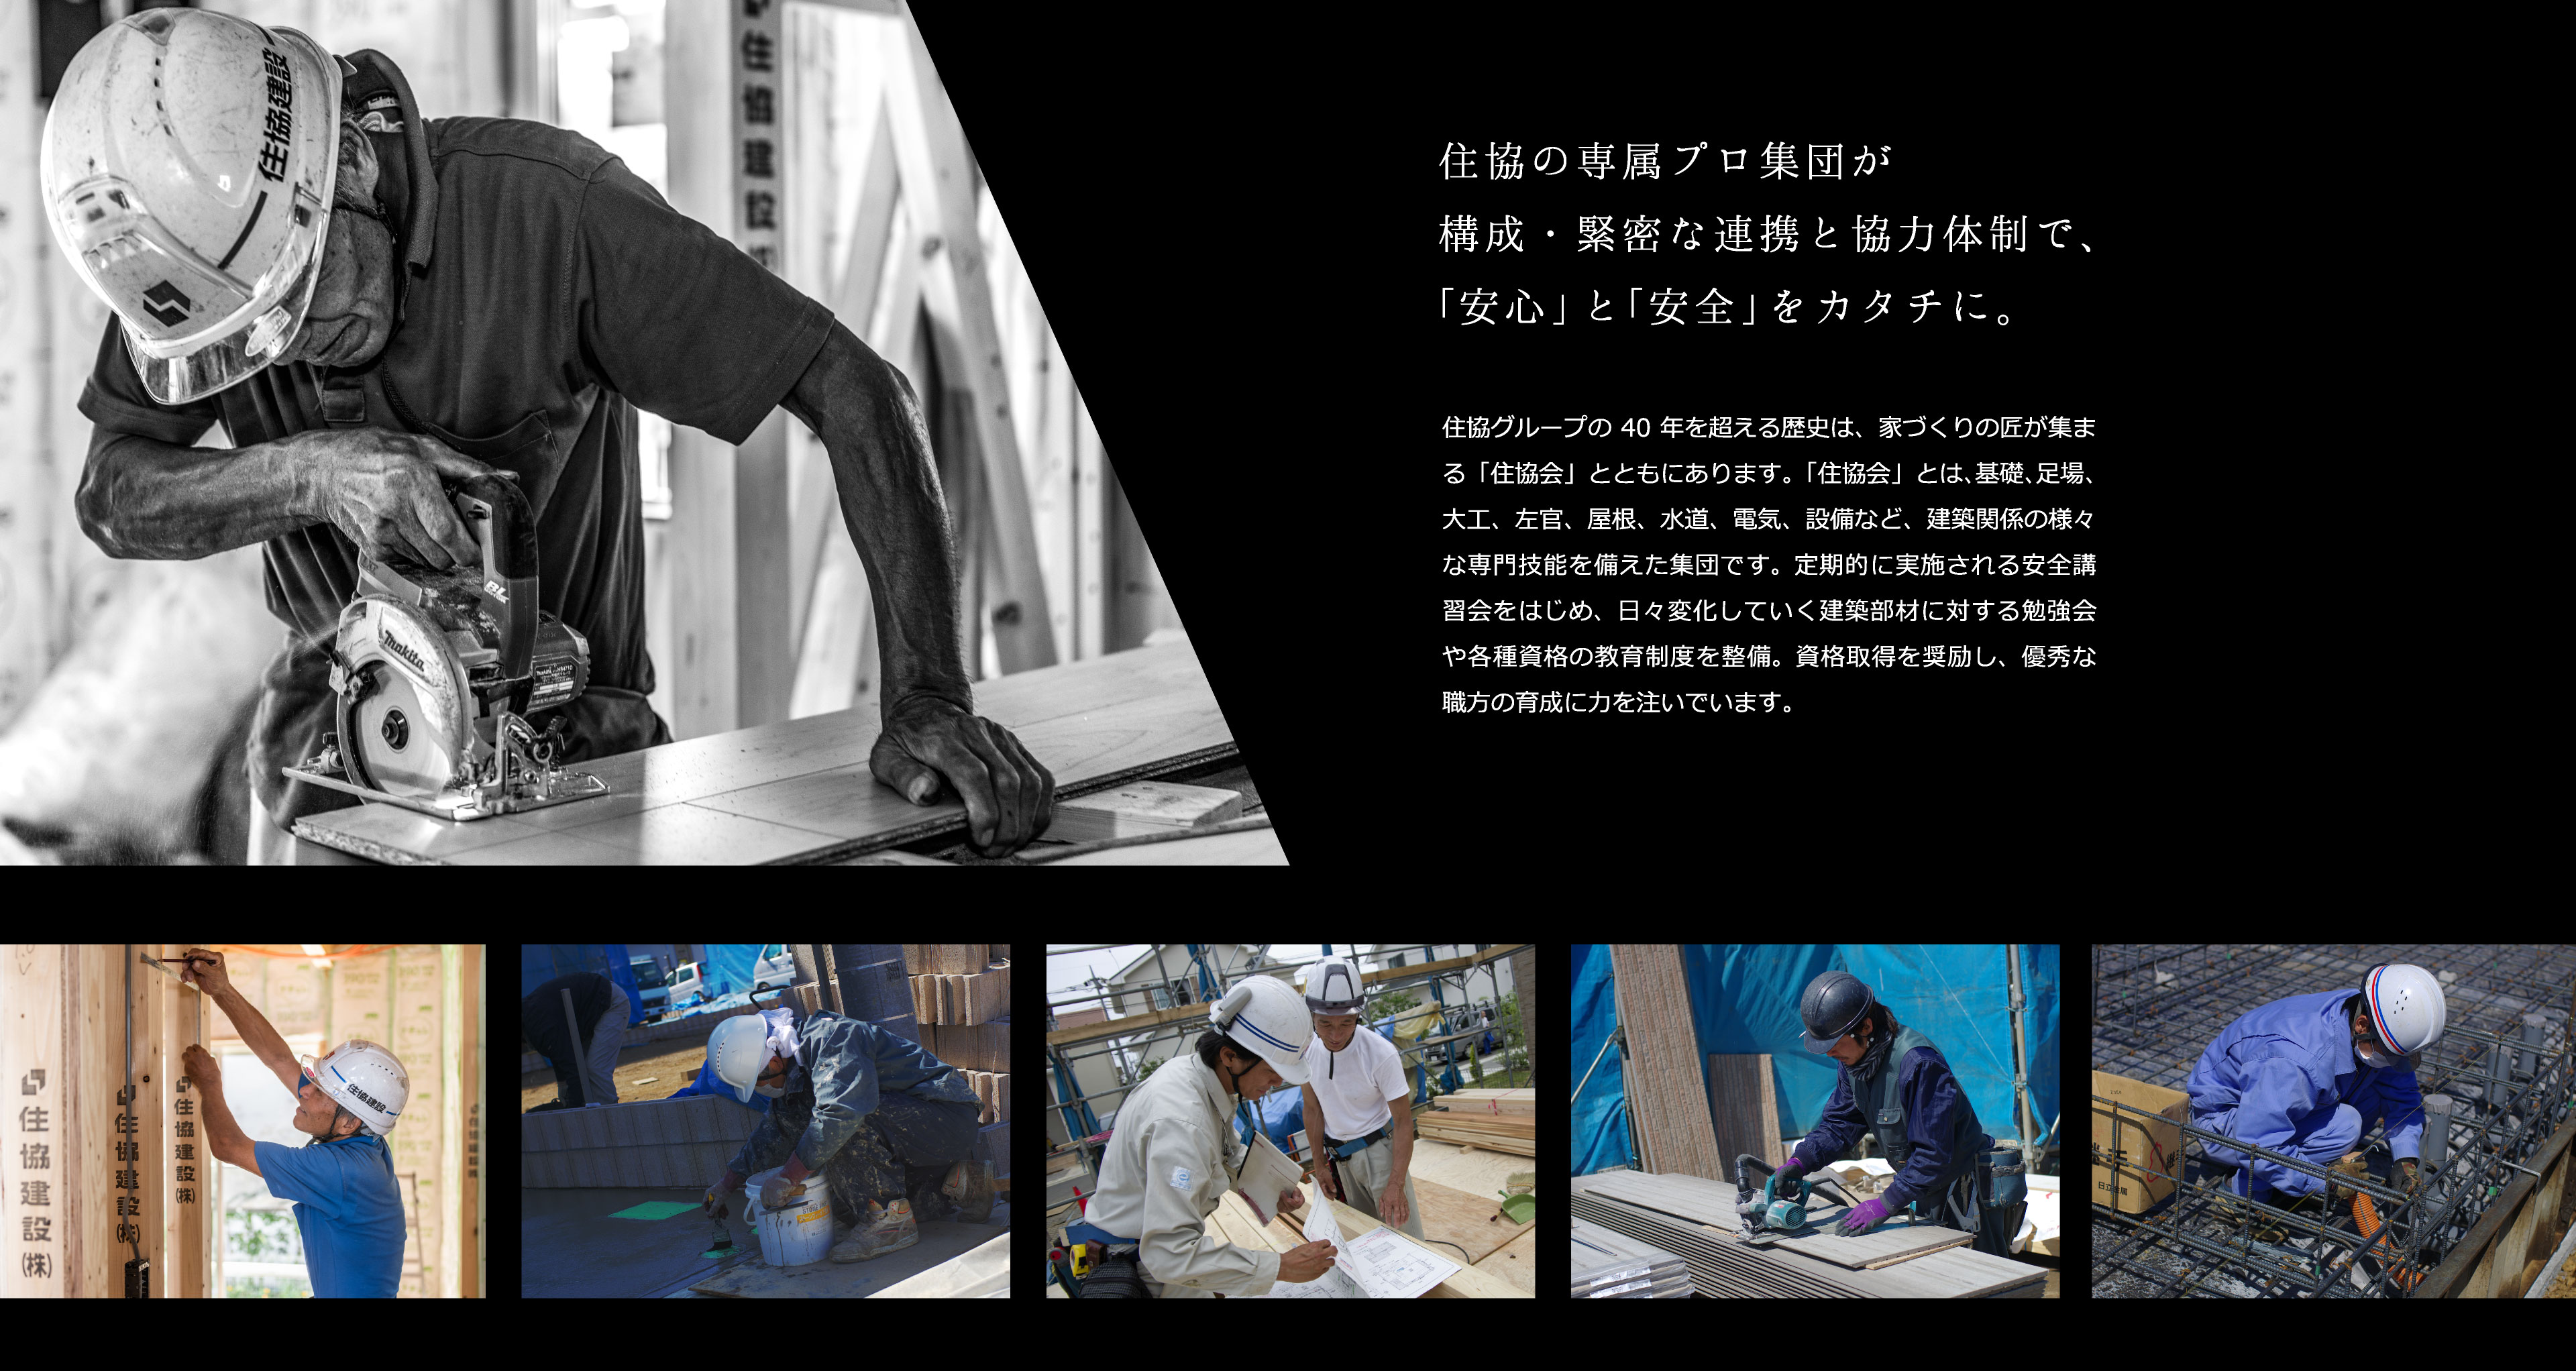 住協建設
住協建設
Makita
BL
住協の専属プロ集団が
構成・緊密な連携と協力体制で、
「安心」と「安全」をカタチに。
住協グループの 40 年を超える歴史は、家づくりの匠が集ま
る「住協会」とともにあります。「住協会」とは、基礎、足場、
大工、左官、屋根、水道、電気、設備など、建築関係の様々
な専門技能を備えた集団です。定期的に実施される安全講
習会をはじめ、日々変化していく建築部材に対する勉強会
や各種資格の教育制度を整備。資格取得を奨励し、優秀な
職方の育成に力を注いでいます。
住協建設(株)
住協建設(株)
住協建設(株)
住協建設
日立金属